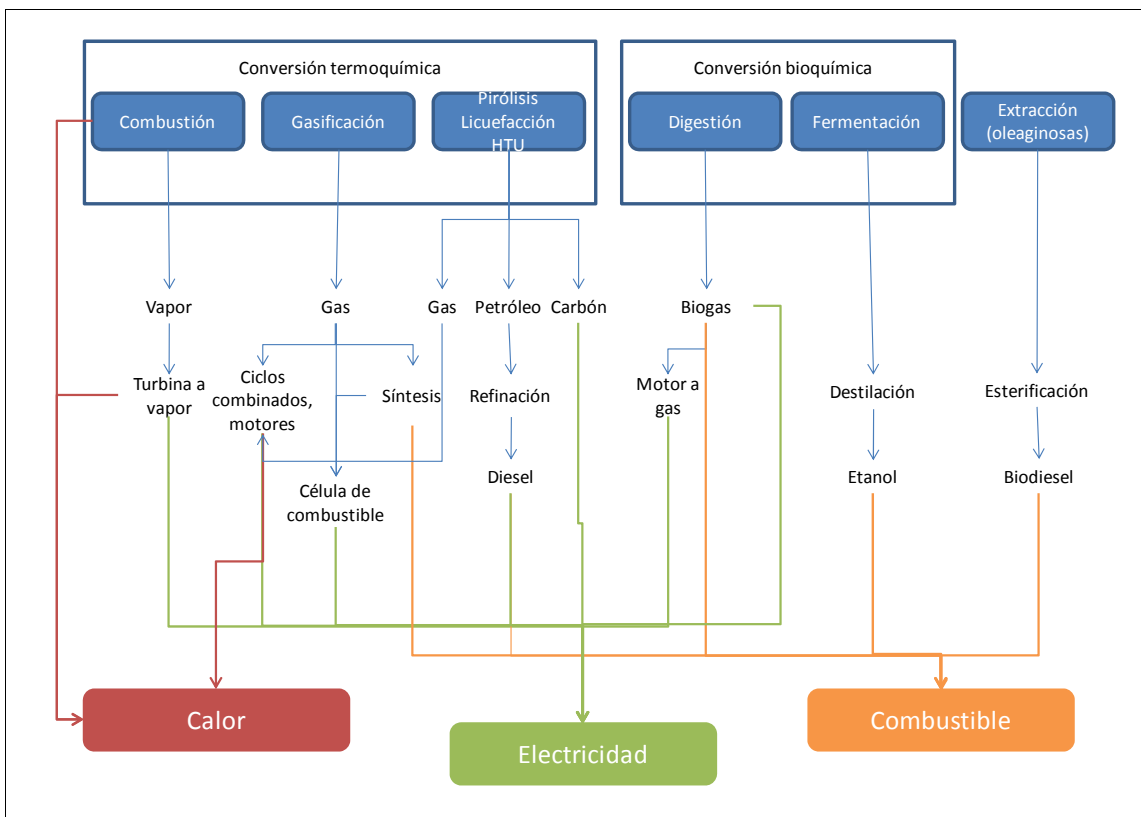 Conversión termoquímica
Conversión bioquímica
Combustión
Gasificación
Pirólisis
Licuefacción
HTU
Digestión
Fermentación
Extracción
(oleaginosas)
Vapor
Gas
Gas
Petróleo
Carbón
Biogas
Turbina a
vapor
Ciclos
combinados,
motores
Síntesis
Refinación
Motor a
gas
Destilación
Esterificación
Célula de
combustible
Diesel
Etanol
Biodiesel
Calor
Electricidad
Combustible